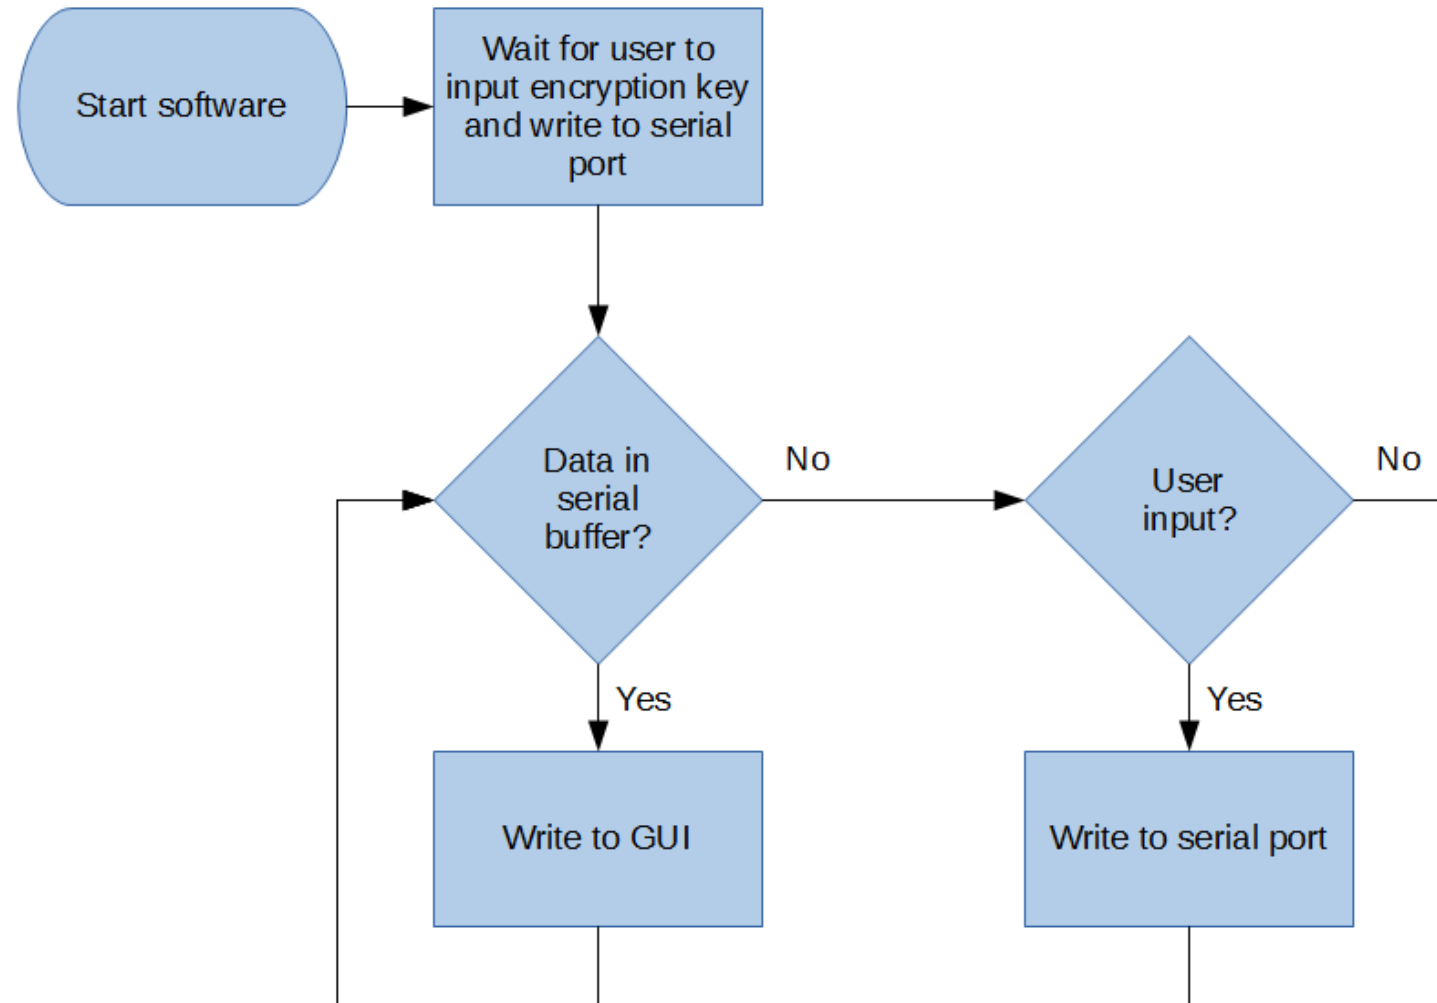 Start software
Wait for user to
input encryption key
and write to serial
port
Data in
serial
buffer?
No
User
input?
No
Yes
Yes
Write to GUI
Write to serial port